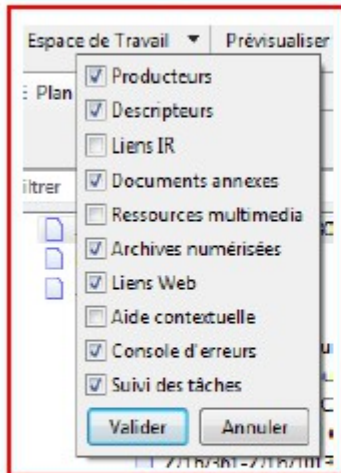 Espace de Travail ▼ Prévisualiser
Plan
Producteurs
Descripteurs
Liens IR
iltrer
Documents annexes
Ressources multimedia
Archives numérisées
Liens Web
Aide contextuelle
Console d'erreurs
Suivi des tâches
Valider Annuler